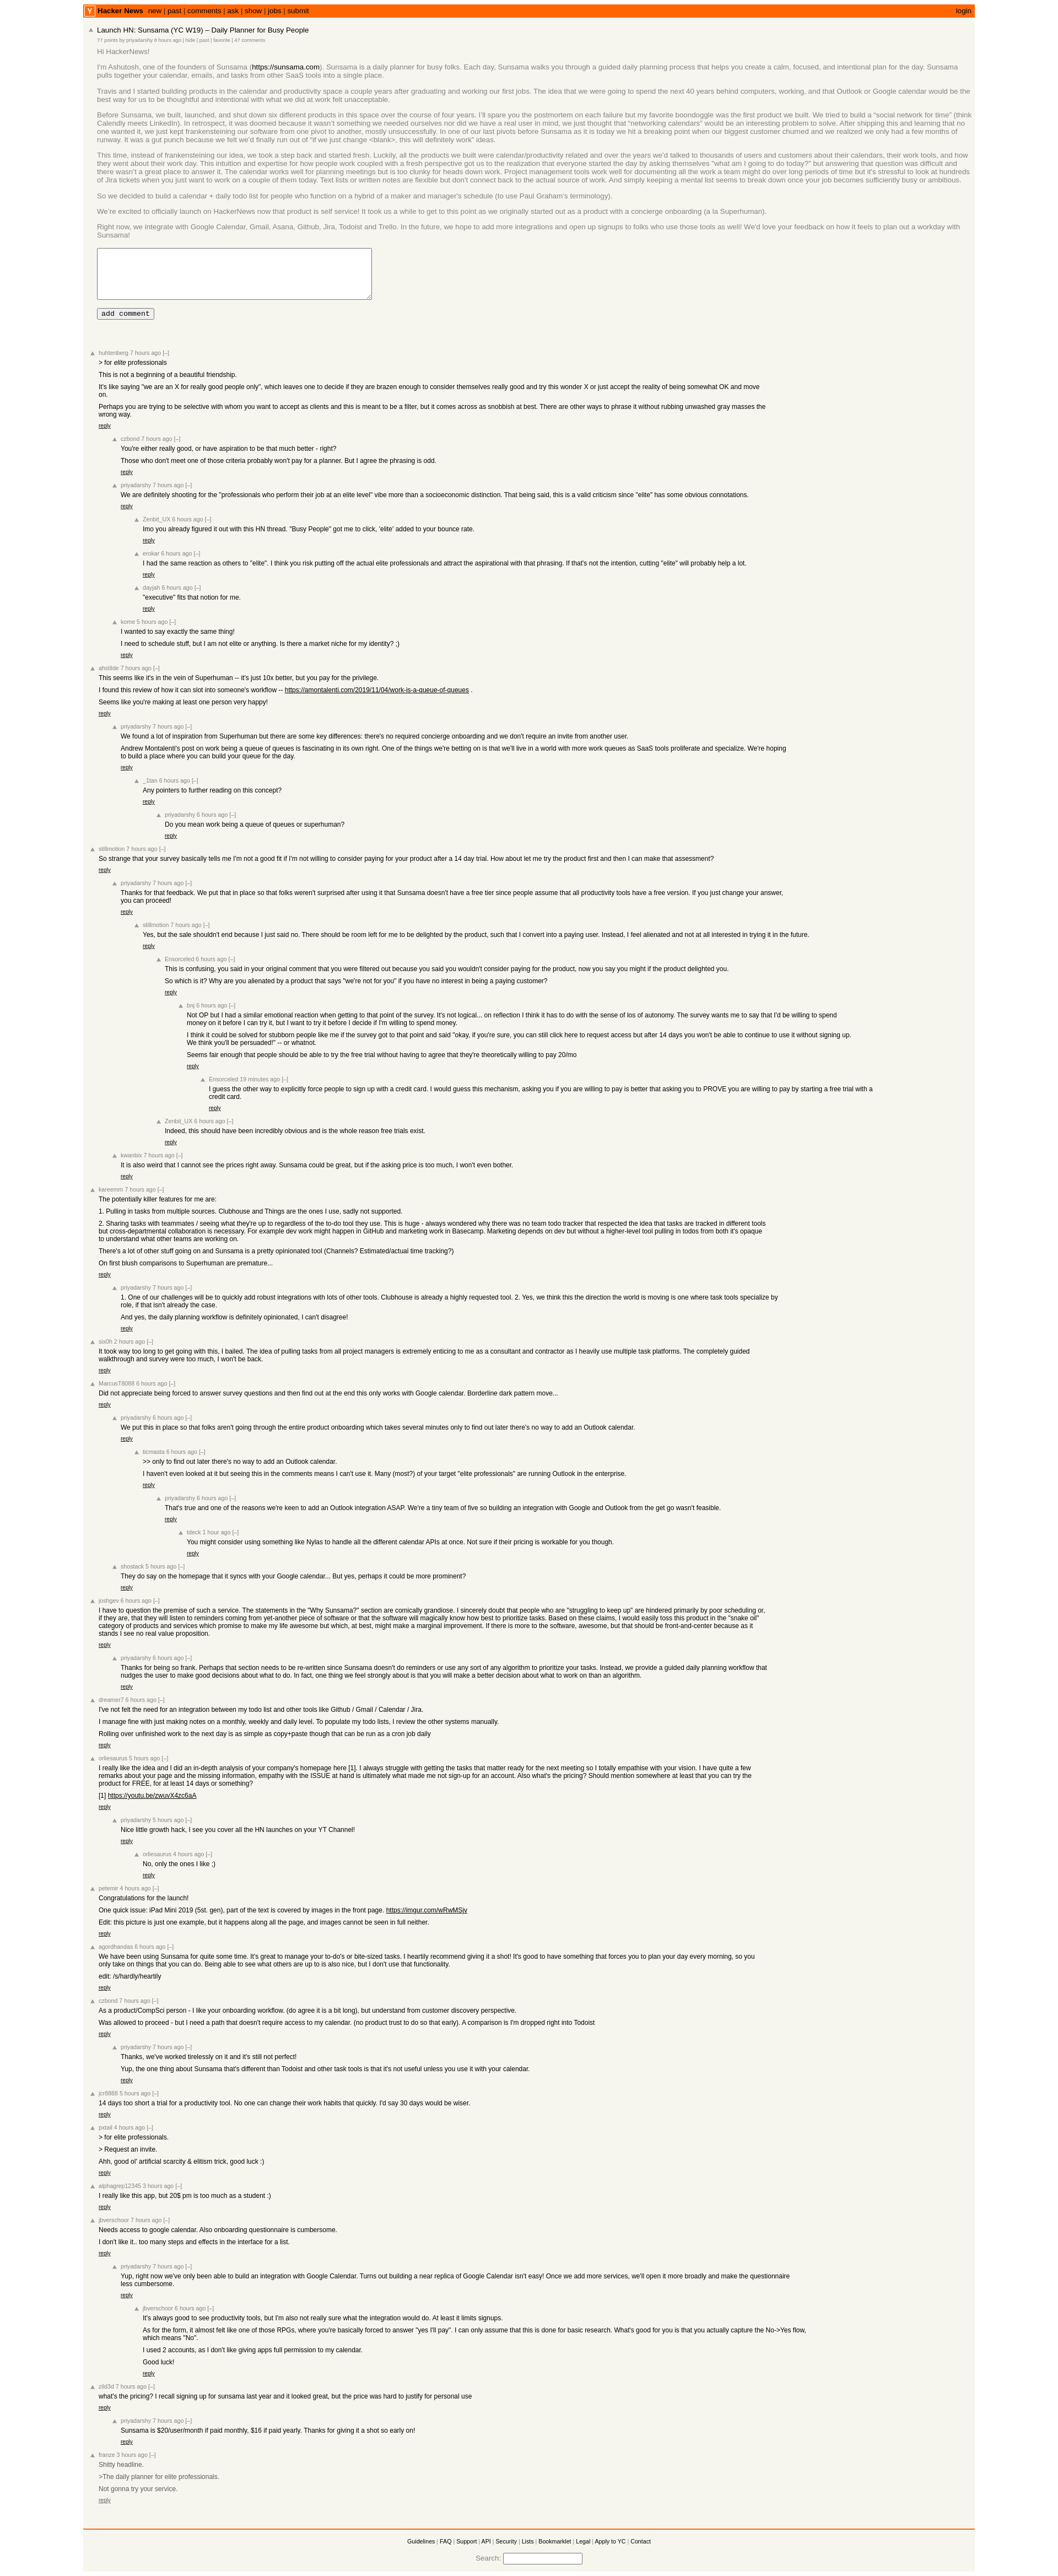 Y Hacker News new | past | comments | ask | show | jobs | submit login
Launch HN: Sunsama (YC W19) – Daily Planner for Busy People
77 points by priyadarshy 8 hours ago | hide | past | favorite | 47 comments
Hi HackerNews!
I'm Ashutosh, one of the founders of Sunsama (https://sunsama.com). Sunsama is a daily planner for busy folks. Each day, Sunsama walks you through a guided daily planning process that helps you create a calm, focused, and intentional plan for the day. Sunsama
pulls together your calendar, emails, and tasks from other SaaS tools into a single place.
Travis and I started building products in the calendar and productivity space a couple years after graduating and working our first jobs. The idea that we were going to spend the next 40 years behind computers, working, and that Outlook or Google calendar would be the
best way for us to be thoughtful and intentional with what we did at work felt unacceptable.
Before Sunsama, we built, launched, and shut down six different products in this space over the course of four years. I'll spare you the postmortem on each failure but my favorite boondoggle was the first product we built. We tried to build a "social network for time" (think
Calendly meets LinkedIn). In retrospect, it was doomed because it wasn't something we needed ourselves nor did we have a real user in mind, we just thought that "networking calendars" would be an interesting problem to solve. After shipping this and learning that no
one wanted it, we just kept frankensteining our software from one pivot to another, mostly unsuccessfully. In one of our last pivots before Sunsama as it is today we hit a breaking point when our biggest customer churned and we realized we only had a few months of
runway. It was a gut punch because we felt we'd finally run out of "if we just change <blank>, this will definitely work" ideas.
This time, instead of frankensteining our idea, we took a step back and started fresh. Luckily, all the products we built were calendar/productivity related and over the years we'd talked to thousands of users and customers about their calendars, their work tools, and how
they went about their work day. This intuition and expertise for how people work coupled with a fresh perspective got us to the realization that everyone started the day by asking themselves "what am I going to do today?" but answering that question was difficult and
there wasn't a great place to answer it. The calendar works well for planning meetings but is too clunky for heads down work. Project management tools work well for documenting all the work a team might do over long periods of time but it's stressful to look at hundreds
of Jira tickets when you just want to work on a couple of them today. Text lists or written notes are flexible but don't connect back to the actual source of work. And simply keeping a mental list seems to break down once your job becomes sufficiently busy or ambitious.
So we decided to build a calendar + daily todo list for people who function on a hybrid of a maker and manager's schedule (to use Paul Graham's terminology).
We're excited to officially launch on HackerNews now that product is self service! It took us a while to get to this point as we originally started out as a product with a concierge onboarding (a la Superhuman).
Right now, we integrate with Google Calendar, Gmail, Asana, Github, Jira, Todoist and Trello. In the future, we hope to add more integrations and open up signups to folks who use those tools as well! We'd love your feedback on how it feels to plan out a workday with
Sunsama!
add comment
huhtenberg 7 hours ago [–]
> for elite professionals
This is not a beginning of a beautiful friendship.
It's like saying "we are an X for really good people only", which leaves one to decide if they are brazen enough to consider themselves really good and try this wonder X or just accept the reality of being somewhat OK and move
on.
Perhaps you are trying to be selective with whom you want to accept as clients and this is meant to be a filter, but it comes across as snobbish at best. There are other ways to phrase it without rubbing unwashed gray masses the
wrong way.
reply
czbond 7 hours ago [–]
You're either really good, or have aspiration to be that much better - right?
Those who don't meet one of those criteria probably won't pay for a planner. But I agree the phrasing is odd.
reply
priyadarshy 7 hours ago [–]
We are definitely shooting for the "professionals who perform their job at an elite level" vibe more than a socioeconomic distinction. That being said, this is a valid criticism since "elite" has some obvious connotations.
reply
Zenbit_UX 6 hours ago [–]
Imo you already figured it out with this HN thread. "Busy People" got me to click, 'elite' added to your bounce rate.
reply
erokar 6 hours ago [–]
I had the same reaction as others to "elite". I think you risk putting off the actual elite professionals and attract the aspirational with that phrasing. If that's not the intention, cutting "elite" will probably help a lot.
reply
dayjah 6 hours ago [–]
"executive" fits that notion for me.
reply
kome 5 hours ago [–]
I wanted to say exactly the same thing!
I need to schedule stuff, but I am not elite or anything. Is there a market niche for my identity? ;)
reply
ahstilde 7 hours ago [–]
This seems like it's in the vein of Superhuman -- it's just 10x better, but you pay for the privilege.
I found this review of how it can slot into someone's workflow -- https://amontalenti.com/2019/11/04/work-is-a-queue-of-queues .
Seems like you're making at least one person very happy!
reply
priyadarshy 7 hours ago [–]
We found a lot of inspiration from Superhuman but there are some key differences: there's no required concierge onboarding and we don't require an invite from another user.
Andrew Montalenti's post on work being a queue of queues is fascinating in its own right. One of the things we're betting on is that we'll live in a world with more work queues as SaaS tools proliferate and specialize. We're hoping
to build a place where you can build your queue for the day.
reply
_1tan 6 hours ago [–]
Any pointers to further reading on this concept?
reply
priyadarshy 6 hours ago [–]
Do you mean work being a queue of queues or superhuman?
reply
stillmotion 7 hours ago [–]
So strange that your survey basically tells me I'm not a good fit if I'm not willing to consider paying for your product after a 14 day trial. How about let me try the product first and then I can make that assessment?
reply
priyadarshy 7 hours ago [–]
Thanks for that feedback. We put that in place so that folks weren't surprised after using it that Sunsama doesn't have a free tier since people assume that all productivity tools have a free version. If you just change your answer,
you can proceed!
reply
stillmotion 7 hours ago [–]
Yes, but the sale shouldn't end because I just said no. There should be room left for me to be delighted by the product, such that I convert into a paying user. Instead, I feel alienated and not at all interested in trying it in the future.
reply
Ensorceled 6 hours ago [–]
This is confusing, you said in your original comment that you were filtered out because you said you wouldn't consider paying for the product, now you say you might if the product delighted you.
So which is it? Why are you alienated by a product that says "we're not for you" if you have no interest in being a paying customer?
reply
bnj 6 hours ago [–]
Not OP but I had a similar emotional reaction when getting to that point of the survey. It's not logical... on reflection I think it has to do with the sense of los of autonomy. The survey wants me to say that I'd be willing to spend
money on it before I can try it, but I want to try it before I decide if I'm willing to spend money.
I think it could be solved for stubborn people like me if the survey got to that point and said "okay, if you're sure, you can still click here to request access but after 14 days you won't be able to continue to use it without signing up.
We think you'll be persuaded!" -- or whatnot.
Seems fair enough that people should be able to try the free trial without having to agree that they're theoretically willing to pay 20/mo
reply
Ensorceled 19 minutes ago [–]
I guess the other way to explicitly force people to sign up with a credit card. I would guess this mechanism, asking you if you are willing to pay is better that asking you to PROVE you are willing to pay by starting a free trial with a
credit card.
reply
Zenbit_UX 6 hours ago [–]
Indeed, this should have been incredibly obvious and is the whole reason free trials exist.
reply
kwanbix 7 hours ago [–]
It is also weird that I cannot see the prices right away. Sunsama could be great, but if the asking price is too much, I won't even bother.
reply
kareemm 7 hours ago [–]
The potentially killer features for me are:
1. Pulling in tasks from multiple sources. Clubhouse and Things are the ones I use, sadly not supported.
2. Sharing tasks with teammates / seeing what they're up to regardless of the to-do tool they use. This is huge - always wondered why there was no team todo tracker that respected the idea that tasks are tracked in different tools
but cross-departmental collaboration is necessary. For example dev work might happen in GitHub and marketing work in Basecamp. Marketing depends on dev but without a higher-level tool pulling in todos from both it's opaque
to understand what other teams are working on.
There's a lot of other stuff going on and Sunsama is a pretty opinionated tool (Channels? Estimated/actual time tracking?)
On first blush comparisons to Superhuman are premature...
reply
priyadarshy 7 hours ago [–]
1. One of our challenges will be to quickly add robust integrations with lots of other tools. Clubhouse is already a highly requested tool. 2. Yes, we think this the direction the world is moving is one where task tools specialize by
role, if that isn't already the case.
And yes, the daily planning workflow is definitely opinionated, I can't disagree!
reply
six0h 2 hours ago [–]
It took way too long to get going with this, I bailed. The idea of pulling tasks from all project managers is extremely enticing to me as a consultant and contractor as I heavily use multiple task platforms. The completely guided
walkthrough and survey were too much, I won't be back.
reply
MarcusT8088 6 hours ago [–]
Did not appreciate being forced to answer survey questions and then find out at the end this only works with Google calendar. Borderline dark pattern move...
reply
priyadarshy 6 hours ago [–]
We put this in place so that folks aren't going through the entire product onboarding which takes several minutes only to find out later there's no way to add an Outlook calendar.
reply
ticmasta 6 hours ago [–]
>> only to find out later there's no way to add an Outlook calendar.
I haven't even looked at it but seeing this in the comments means I can't use it. Many (most?) of your target "elite professionals" are running Outlook in the enterprise.
reply
priyadarshy 6 hours ago [–]
That's true and one of the reasons we're keen to add an Outlook integration ASAP. We're a tiny team of five so building an integration with Google and Outlook from the get go wasn't feasible.
reply
tdeck 1 hour ago [–]
You might consider using something like Nylas to handle all the different calendar APIs at once. Not sure if their pricing is workable for you though.
reply
shostack 5 hours ago [–]
They do say on the homepage that it syncs with your Google calendar... But yes, perhaps it could be more prominent?
reply
joshgev 6 hours ago [–]
I have to question the premise of such a service. The statements in the "Why Sunsama?" section are comically grandiose. I sincerely doubt that people who are "struggling to keep up" are hindered primarily by poor scheduling or,
if they are, that they will listen to reminders coming from yet-another piece of software or that the software will magically know how best to prioritize tasks. Based on these claims, I would easily toss this product in the "snake oil"
category of products and services which promise to make my life awesome but which, at best, might make a marginal improvement. If there is more to the software, awesome, but that should be front-and-center because as it
stands I see no real value proposition.
reply
priyadarshy 6 hours ago [–]
Thanks for being so frank. Perhaps that section needs to be re-written since Sunsama doesn't do reminders or use any sort of any algorithm to prioritize your tasks. Instead, we provide a guided daily planning workflow that
nudges the user to make good decisions about what to do. In fact, one thing we feel strongly about is that you will make a better decision about what to work on than an algorithm.
reply
dreamer7 6 hours ago [–]
I've not felt the need for an integration between my todo list and other tools like Github / Gmail / Calendar / Jira.
I manage fine with just making notes on a monthly, weekly and daily level. To populate my todo lists, I review the other systems manually.
Rolling over unfinished work to the next day is as simple as copy+paste though that can be run as a cron job daily
reply
orliesaurus 5 hours ago [–]
I really like the idea and I did an in-depth analysis of your company's homepage here [1]. I always struggle with getting the tasks that matter ready for the next meeting so I totally empathise with your vision. I have quite a few
remarks about your page and the missing infomation, empathy with the ISSUE at hand is ultimately what made me not sign-up for an account. Also what's the pricing? Should mention somewhere at least that you can try the
product for FREE, for at least 14 days or something?
[1] https://youtu.be/zwuvX4zc6aA
reply
priyadarshy 5 hours ago [–]
Nice little growth hack, I see you cover all the HN launches on your YT Channel!
reply
orliesaurus 4 hours ago [–]
No, only the ones I like ;)
reply
petemir 4 hours ago [–]
Congratulations for the launch!
One quick issue: iPad Mini 2019 (5st. gen), part of the text is covered by images in the front page. https://imgur.com/wRwMSjv
Edit: this picture is just one example, but it happens along all the page, and images cannot be seen in full neither.
reply
agordhandas 6 hours ago [–]
We have been using Sunsama for quite some time. It's great to manage your to-do's or bite-sized tasks. I heartily recommend giving it a shot! It's good to have something that forces you to plan your day every morning, so you
only take on things that you can do. Being able to see what others are up to is also nice, but I don't use that functionality.
edit: /s/hardly/heartily
reply
czbond 7 hours ago [–]
As a product/CompSci person - I like your onboarding workflow. (do agree it is a bit long), but understand from customer discovery perspective.
Was allowed to proceed - but I need a path that doesn't require access to my calendar. (no product trust to do so that early). A comparison is I'm dropped right into Todoist
reply
priyadarshy 7 hours ago [–]
Thanks, we've worked tirelessly on it and it's still not perfect!
Yup, the one thing about Sunsama that's different than Todoist and other task tools is that it's not useful unless you use it with your calendar.
reply
jcr8888 5 hours ago [–]
14 days too short a trial for a productivity tool. No one can change their work habits that quickly. I'd say 30 days would be wiser.
reply
pxtail 4 hours ago [–]
> for elite professionals.
> Request an invite.
Ahh, good ol' artificial scarcity & elitism trick, good luck :)
reply
alphagrep12345 3 hours ago [–]
I really like this app, but 20$ pm is too much as a student :)
reply
jbverschoor 7 hours ago [–]
Needs access to google calendar. Also onboarding questionnaire is cumbersome.
I don't like it.. too many steps and effects in the interface for a list.
reply
priyadarshy 7 hours ago [–]
Yup, right now we've only been able to build an integration with Google Calendar. Turns out building a near replica of Google Calendar isn't easy! Once we add more services, we'll open it more broadly and make the questionnaire
less cumbersome.
reply
jbverschoor 6 hours ago [–]
It's always good to see productivity tools, but I'm also not really sure what the integration would do. At least it limits signups.
As for the form, it almost felt like one of those RPGs, where you're basically forced to answer "yes I'll pay". I can only assume that this is done for basic research. What's good for you is that you actually capture the No->Yes flow,
which means "No".
I used 2 accounts, as I don't like giving apps full permission to my calendar.
Good luck!
reply
zild3d 7 hours ago [–]
what's the pricing? I recall signing up for sunsama last year and it looked great, but the price was hard to justify for personal use
reply
priyadarshy 7 hours ago [–]
Sunsama is $20/user/month if paid monthly, $16 if paid yearly. Thanks for giving it a shot so early on!
reply
franze 3 hours ago [–]
Shitty headline.
>The daily planner for elite professionals.
Not gonna try your service.
reply
Guidelines | FAQ | Support | API | Security | Lists | Bookmarklet | Legal | Apply to YC | Contact
Search: